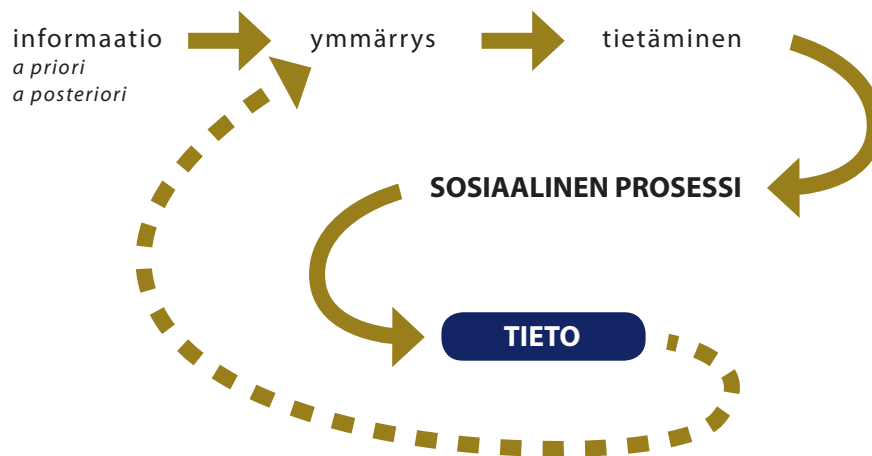 informaatio
a priori
a posteriori
ymmärrys
tietäminen
SOSIAALINEN PROSESSI
TIETO